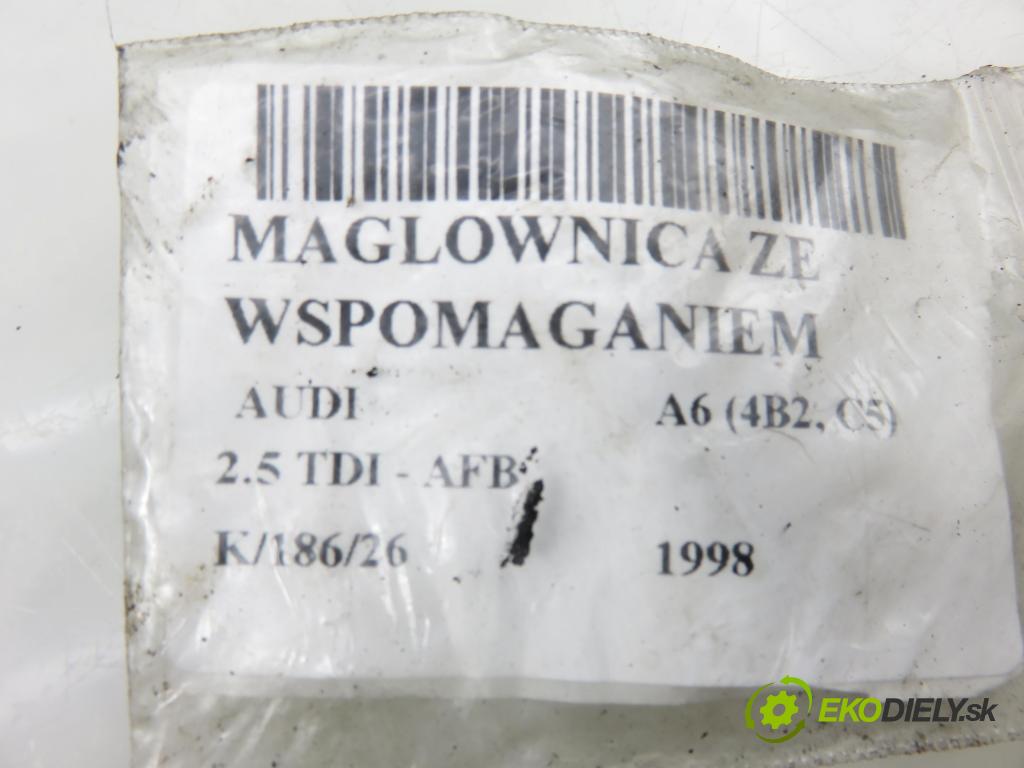 MAGLOWNICA ZE
WSPOMAGANIEM
AUDI A6 (4B2, C5)
2.5 TDI - AFB
K/186/26 1998
EKODIELY.sk